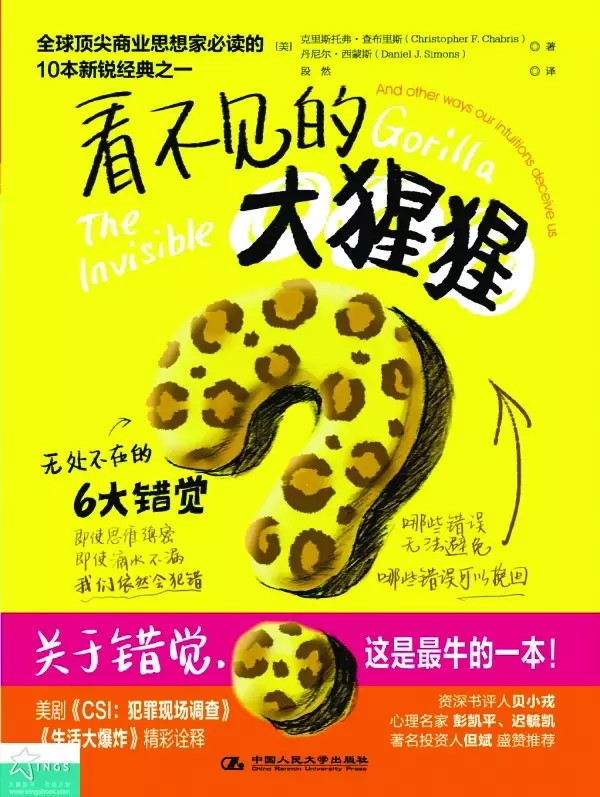 全球顶尖商业思想家必读的
10本新锐经典之一
[美] 克里斯托弗·查布里斯（Christopher F. Chabris） ◎ 著
丹尼尔·西蒙斯（Daniel J. Simons）
段 然 ◎ 译
And other ways our intuitions deceive us
看不见的
Gorilla
The
Invisible
大猩猩
无处不在的
6大错觉
即使思维缜密
即使滴水不漏
我们依然会犯错
哪些错误
无法避免
哪些错误可以挽回
关于错觉，
这是最牛的一本！
美剧《CSI：犯罪现场调查》
《生活大爆炸》精彩诠释
资深书评人 贝小戎
心理名家 彭凯平、迟毓凯
著名投资人 但斌 盛赞推荐
中国人民大学出版社
China Renmin University Press
WINGS